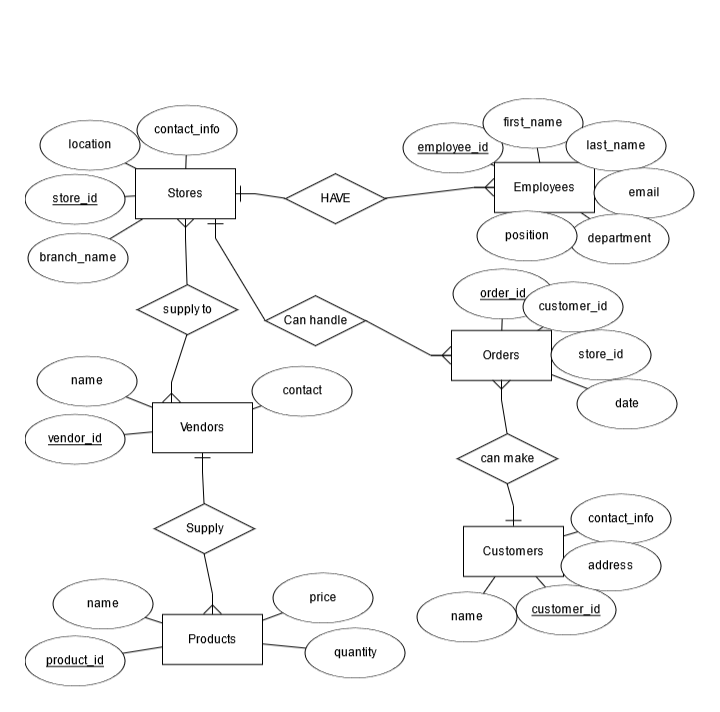 first_name
contact_info
location
employee_id
last_name
Stores
HAVE
Employees
email
store_id
branch_name
position
department
order_id
customer_id
supply to
Can handle
Orders
store_id
name
contact
date
Vendors
vendor_id
can make
contact_info
Supply
Customers
address
name
price
name
customer_id
Products
product_id
quantity